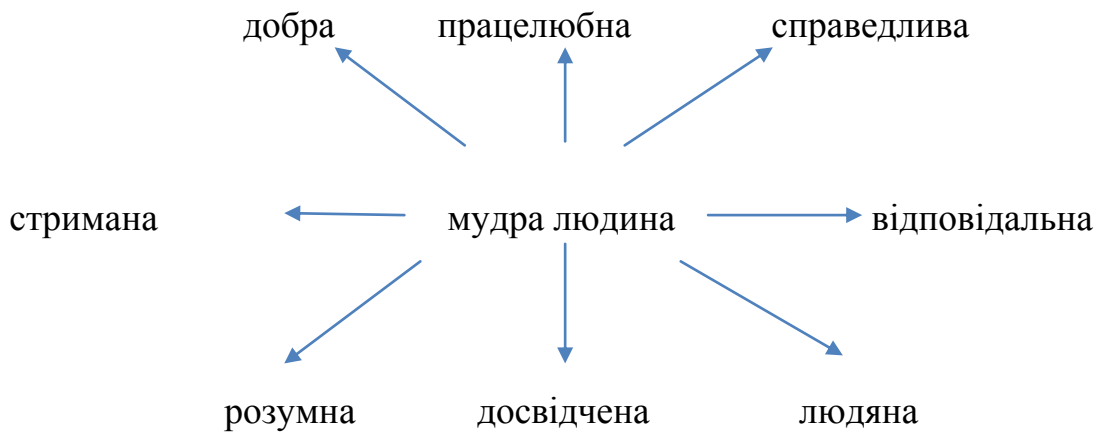 добра працелюбна справедлива
стримана мудра людина відповідальна
розумна досвідчена людяна